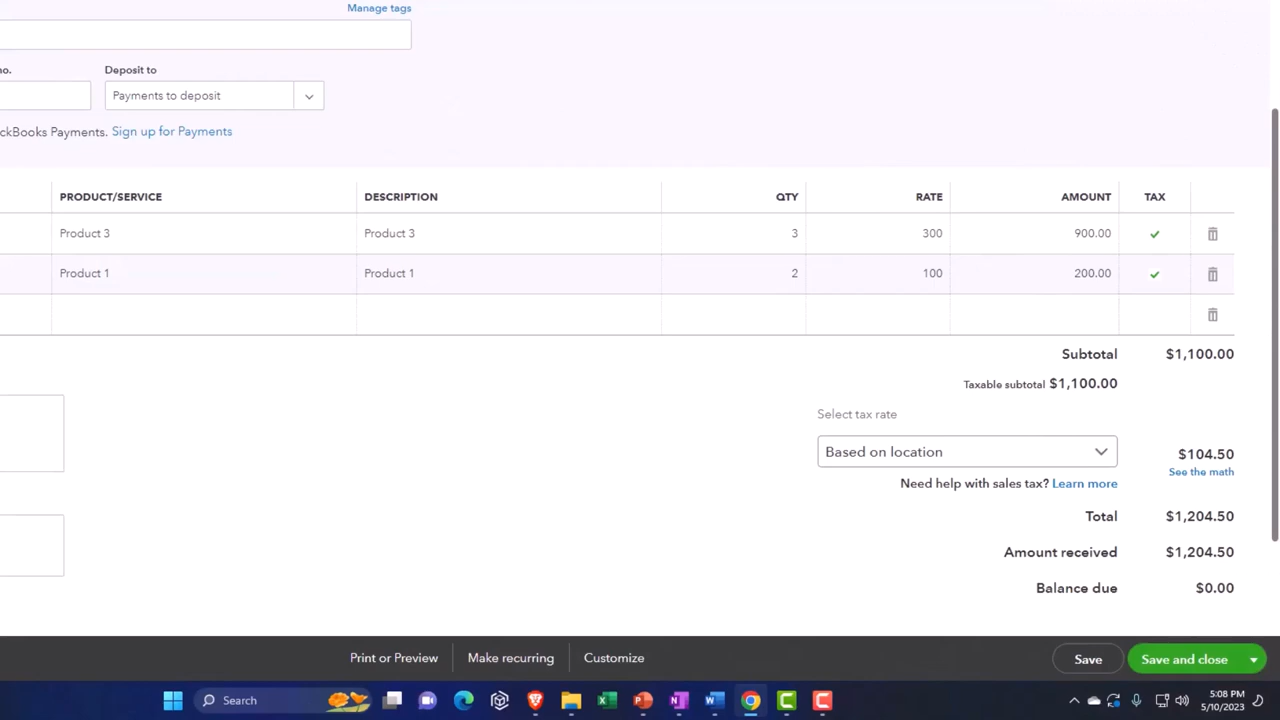 Manage tags
no. Deposit to
Payments to deposit
ckBooks Payments. Sign up for Payments
PRODUCT/SERVICE DESCRIPTION QTY RATE AMOUNT TAX
Product 3 Product 3 3 300 900.00
Product 1 Product 1 2 100 200.00
Subtotal $1,100.00
Taxable subtotal $1,100.00
Select tax rate
Based on location $104.50
See the math
Need help with sales tax? Learn more
Total $1,204.50
Amount received $1,204.50
Balance due $0.00
Print or Preview Make recurring Customize Save Save and close
Search 5:08 PM
5/10/2023